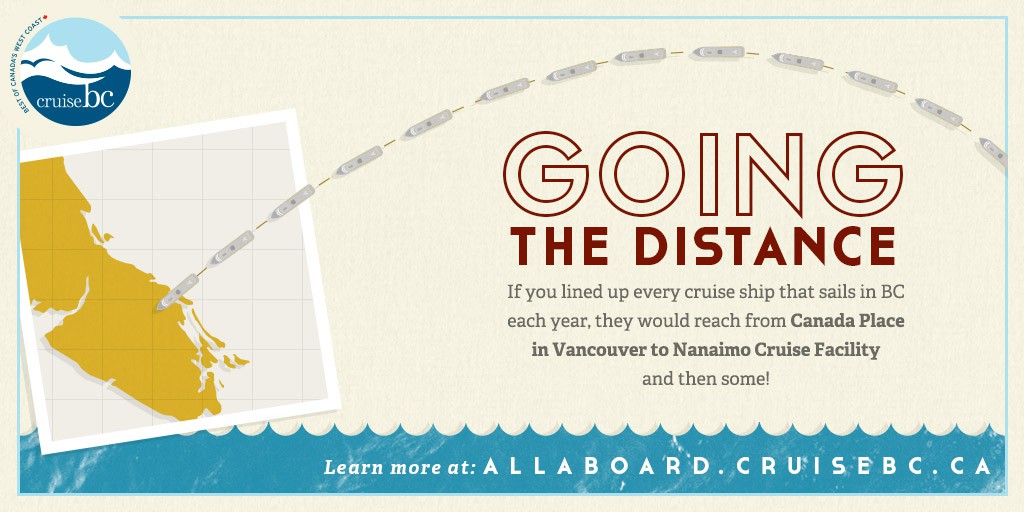 BEST OF CANADA'S WEST COAST
cruise bc
GOING
THE DISTANCE
If you lined up every cruise ship that sails in BC
each year, they would reach from Canada Place
in Vancouver to Nanaimo Cruise Facility
and then some!
Learn more at: ALLABOARD.CRUISEBC.CA